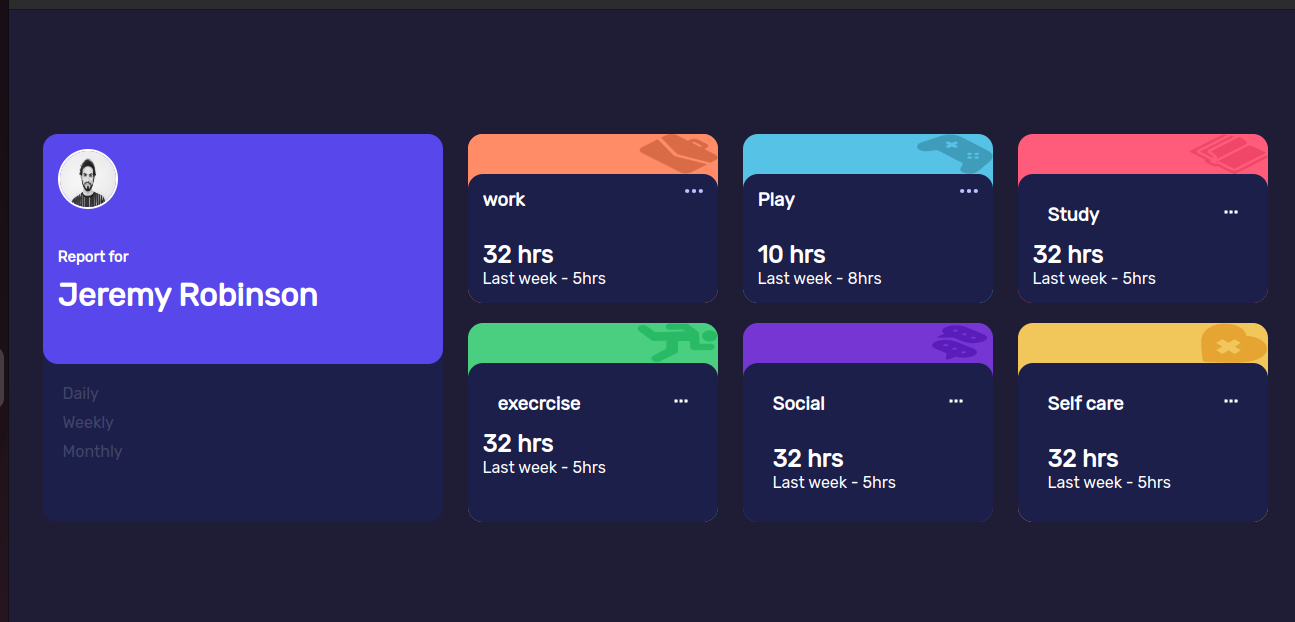 Report for
Jeremy Robinson
Daily
Weekly
Monthly
work
32 hrs
Last week - 5hrs
Play
10 hrs
Last week - 8hrs
Study
32 hrs
Last week - 5hrs
execrcise
32 hrs
Last week - 5hrs
Social
32 hrs
Last week - 5hrs
Self care
32 hrs
Last week - 5hrs